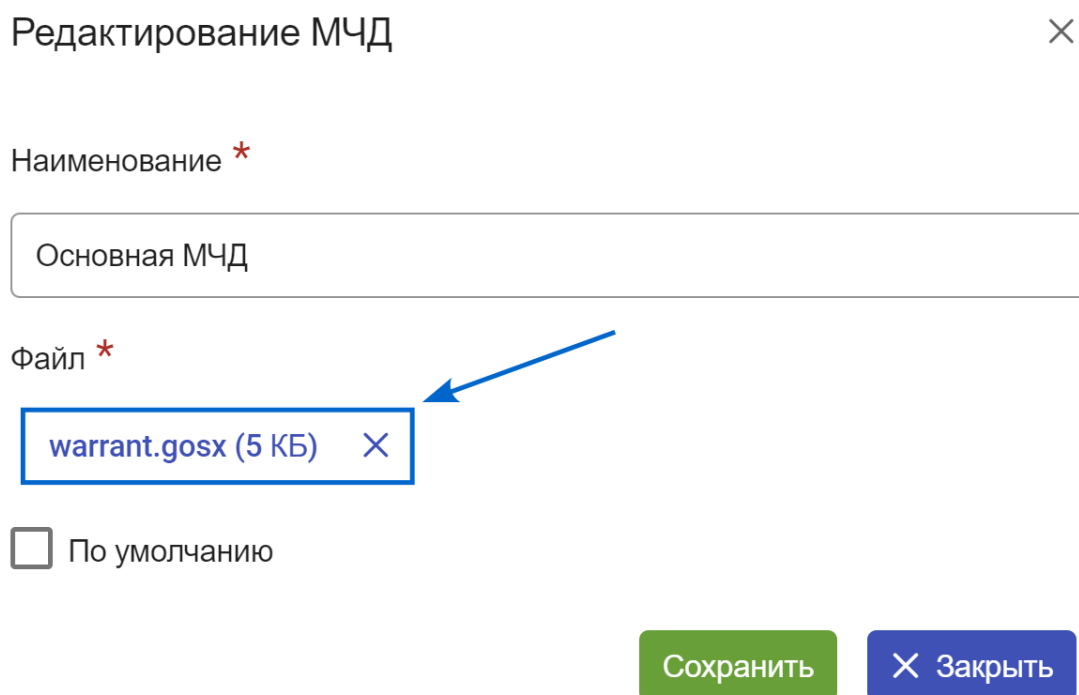 Редактирование МЧД
Наименование *
Основная МЧД
Файл *
warrant.gosx (5 КБ)
По умолчанию
Сохранить
Закрыть